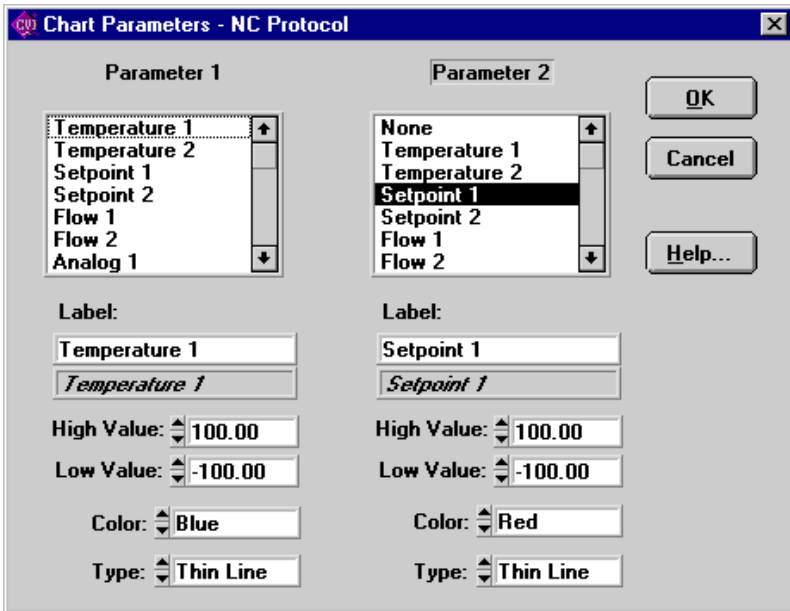 CVI Chart Parameters - NC Protocol
Parameter 1
Temperature 1
Temperature 2
Setpoint 1
Setpoint 2
Flow 1
Flow 2
Analog 1
Label:
Temperature 1
Temperature 1
High Value: 100.00
Low Value: -100.00
Color: Blue
Type: Thin Line
Parameter 2
None
Temperature 1
Temperature 2
Setpoint 1
Setpoint 2
Flow 1
Flow 2
Label:
Setpoint 1
Setpoint 1
High Value: 100.00
Low Value: -100.00
Color: Red
Type: Thin Line
OK
Cancel
Help...